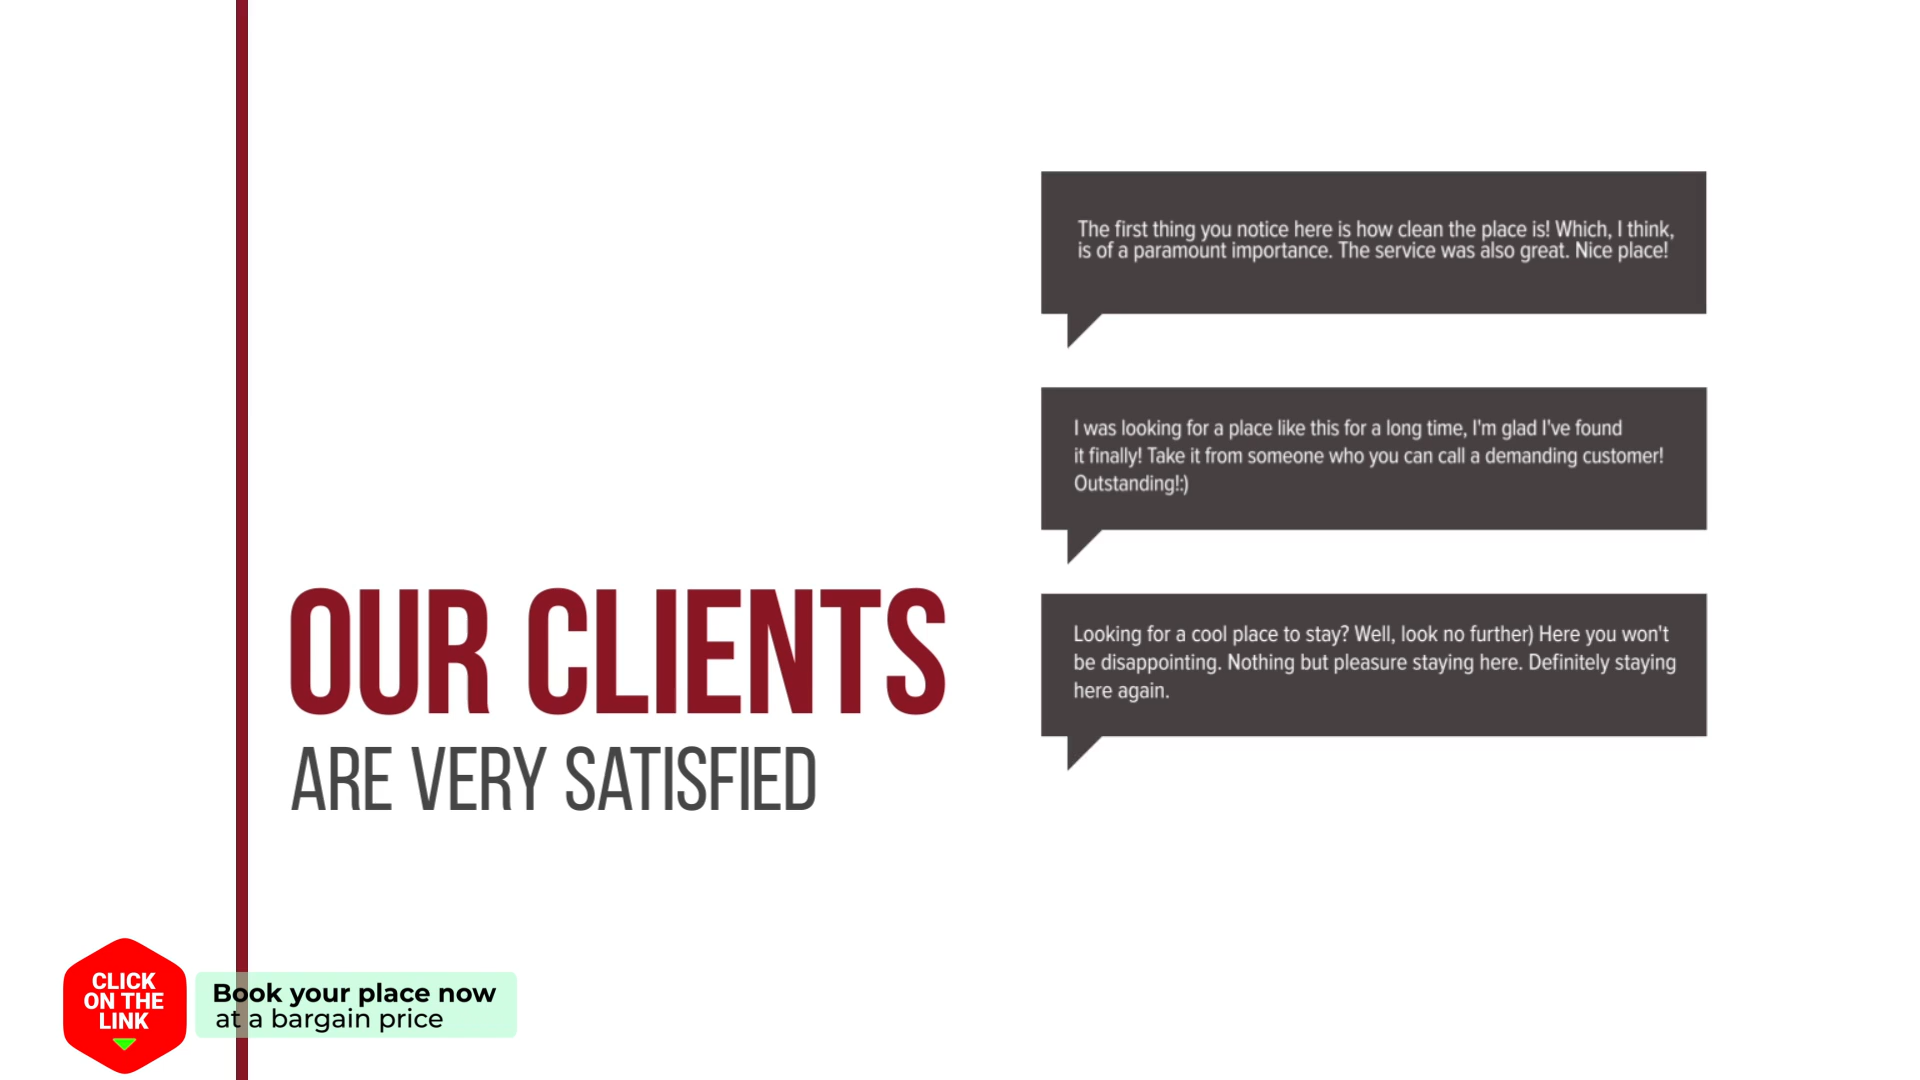 The first thing you notice here is how clean the place is! Which, I think,
is of a paramount importance. The service was also great. Nice place!
I was looking for a place like this for a long time, I'm glad I've found
it finally! Take it from someone who you can call a demanding customer!
Outstanding!:)
Looking for a cool place to stay? Well, look no further) Here you won't
be disappointing. Nothing but pleasure staying here. Definitely staying
here again.
OUR CLIENTS
ARE VERY SATISFIED
CLICK
ON THE
LINK
Book your place now
at a bargain price